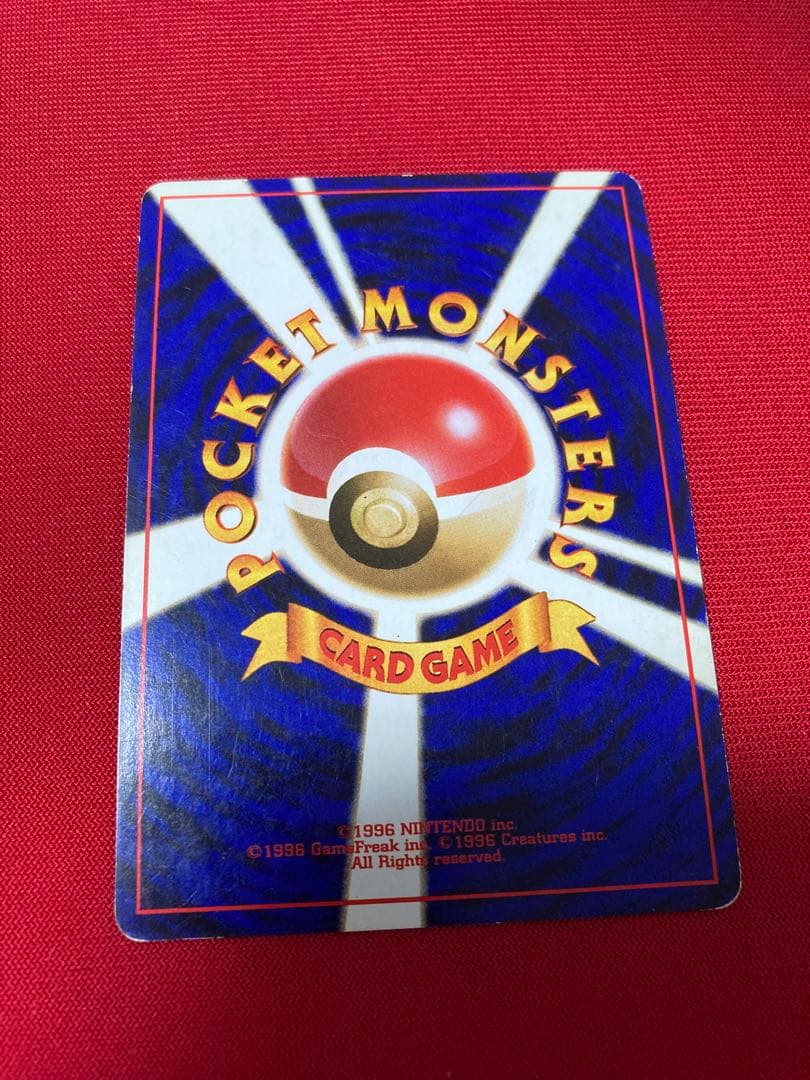 POCKET MONSTERS
CARD GAME
©1996 NINTENDO inc.
©1996 GameFreak inc. ©1996 Creatures inc.
All Rights reserved.